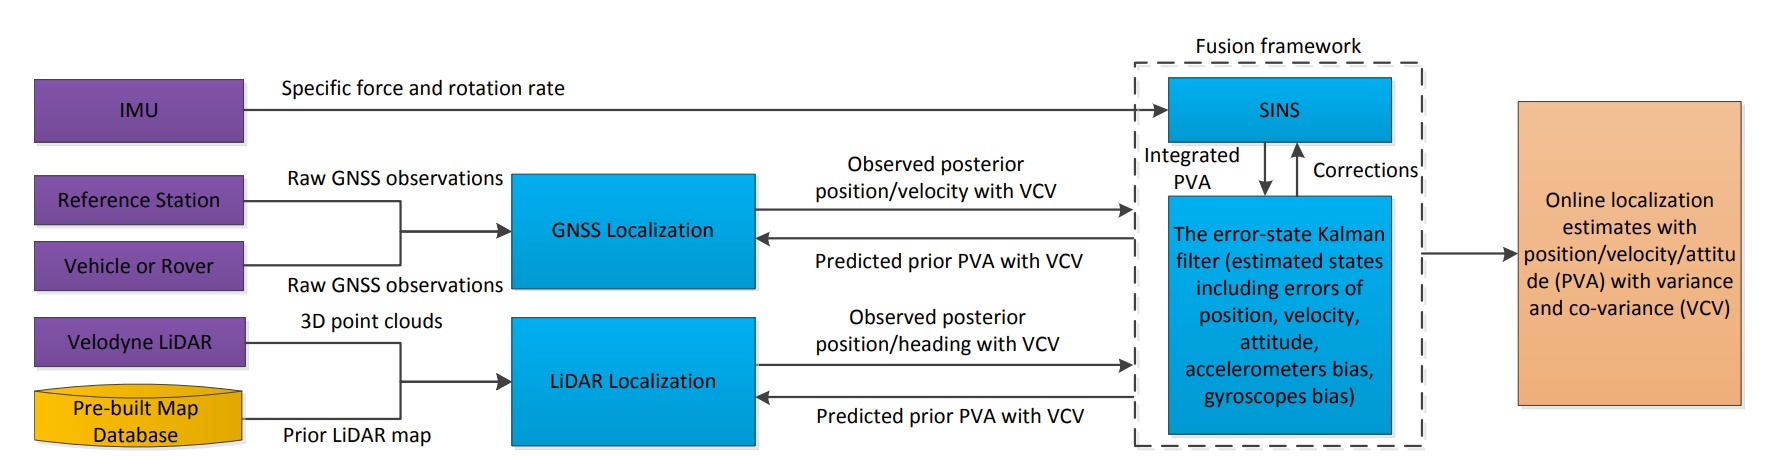 Fusion framework
IMU
Specific force and rotation rate
SINS
Integrated
PVA
Corrections
Reference Station
Raw GNSS observations
Vehicle or Rover
Raw GNSS observations
GNSS Localization
Observed posterior
position/velocity with VCV
Predicted prior PVA with VCV
Velodyne LiDAR
3D point clouds
Pre-built Map
Database
Prior LiDAR map
LiDAR Localization
Observed posterior
position/heading with VCV
Predicted prior PVA with VCV
The error-state Kalman
filter (estimated states
including errors of
position, velocity,
attitude,
accelerometers bias,
gyroscopes bias)
Online localization
estimates with
position/velocity/attitu
de (PVA) with variance
and co-variance (VCV)